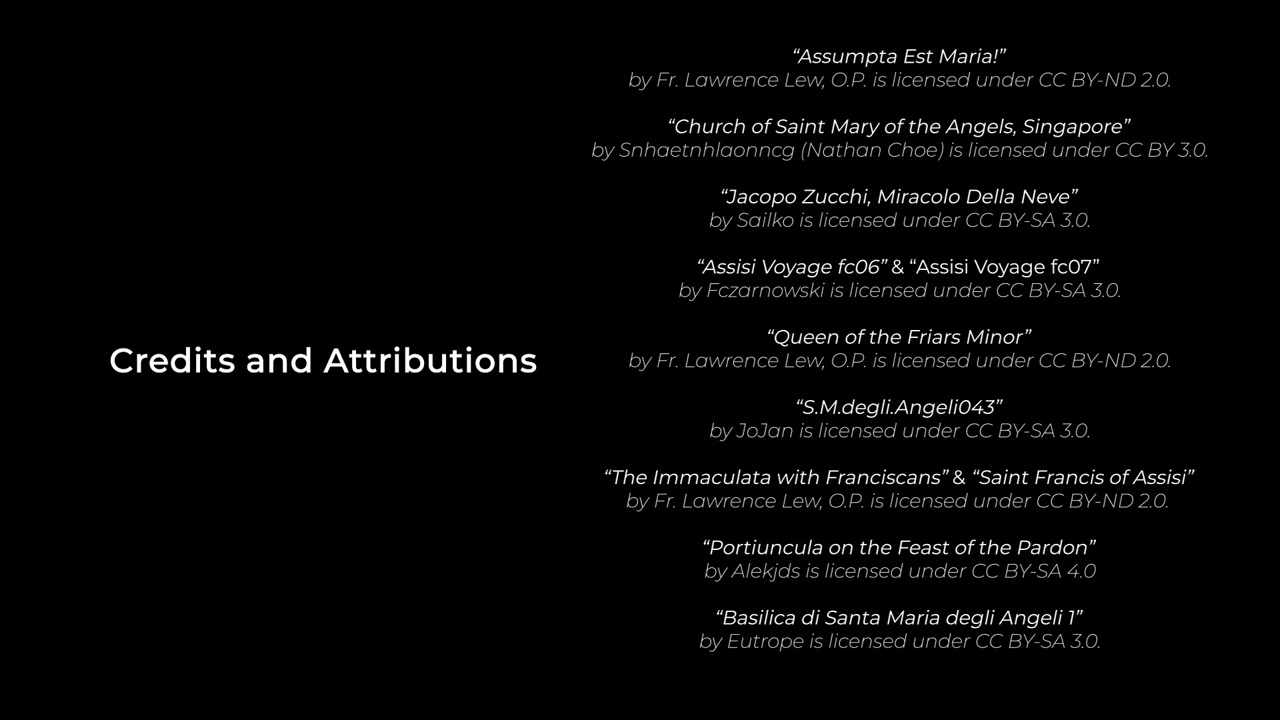 Credits and Attributions
“Assumpta Est Maria!”
by Fr. Lawrence Lew, O.P. is licensed under CC BY-ND 2.0.
“Church of Saint Mary of the Angels, Singapore”
by Snhaetnhlaonncg (Nathan Choe) is licensed under CC BY 3.0.
“Jacopo Zucchi, Miracolo Della Neve”
by Sailko is licensed under CC BY-SA 3.0.
“Assisi Voyage fc06” & “Assisi Voyage fc07”
by Fczarnowski is licensed under CC BY-SA 3.0.
“Queen of the Friars Minor”
by Fr. Lawrence Lew, O.P. is licensed under CC BY-ND 2.0.
“S.M.degli.Angeli043”
by JoJan is licensed under CC BY-SA 3.0.
“The Immaculata with Franciscans” & “Saint Francis of Assisi”
by Fr. Lawrence Lew, O.P. is licensed under CC BY-ND 2.0.
“Portiuncula on the Feast of the Pardon”
by Alekjds is licensed under CC BY-SA 4.0
“Basilica di Santa Maria degli Angeli 1”
by Eutrope is licensed under CC BY-SA 3.0.